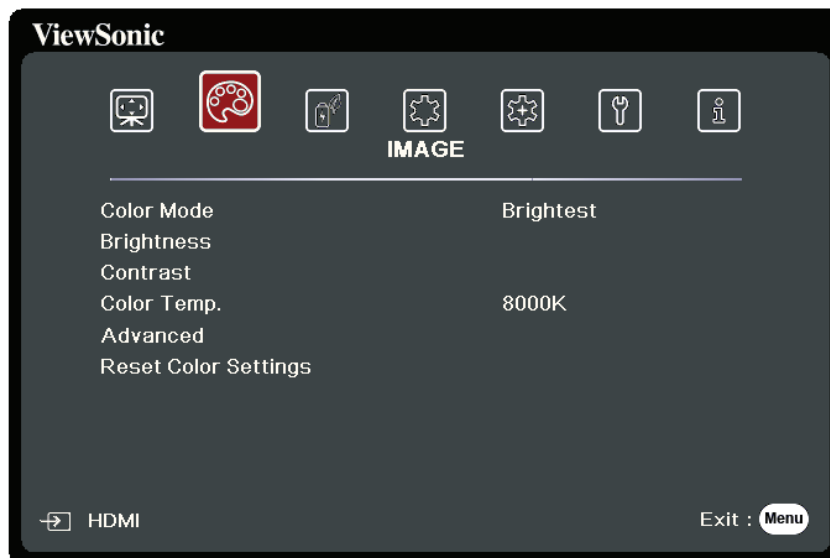 ViewSonic
IMAGE
Color Mode Brightest
Brightness
Contrast
Color Temp. 8000K
Advanced
Reset Color Settings
HDMI Exit : Menu